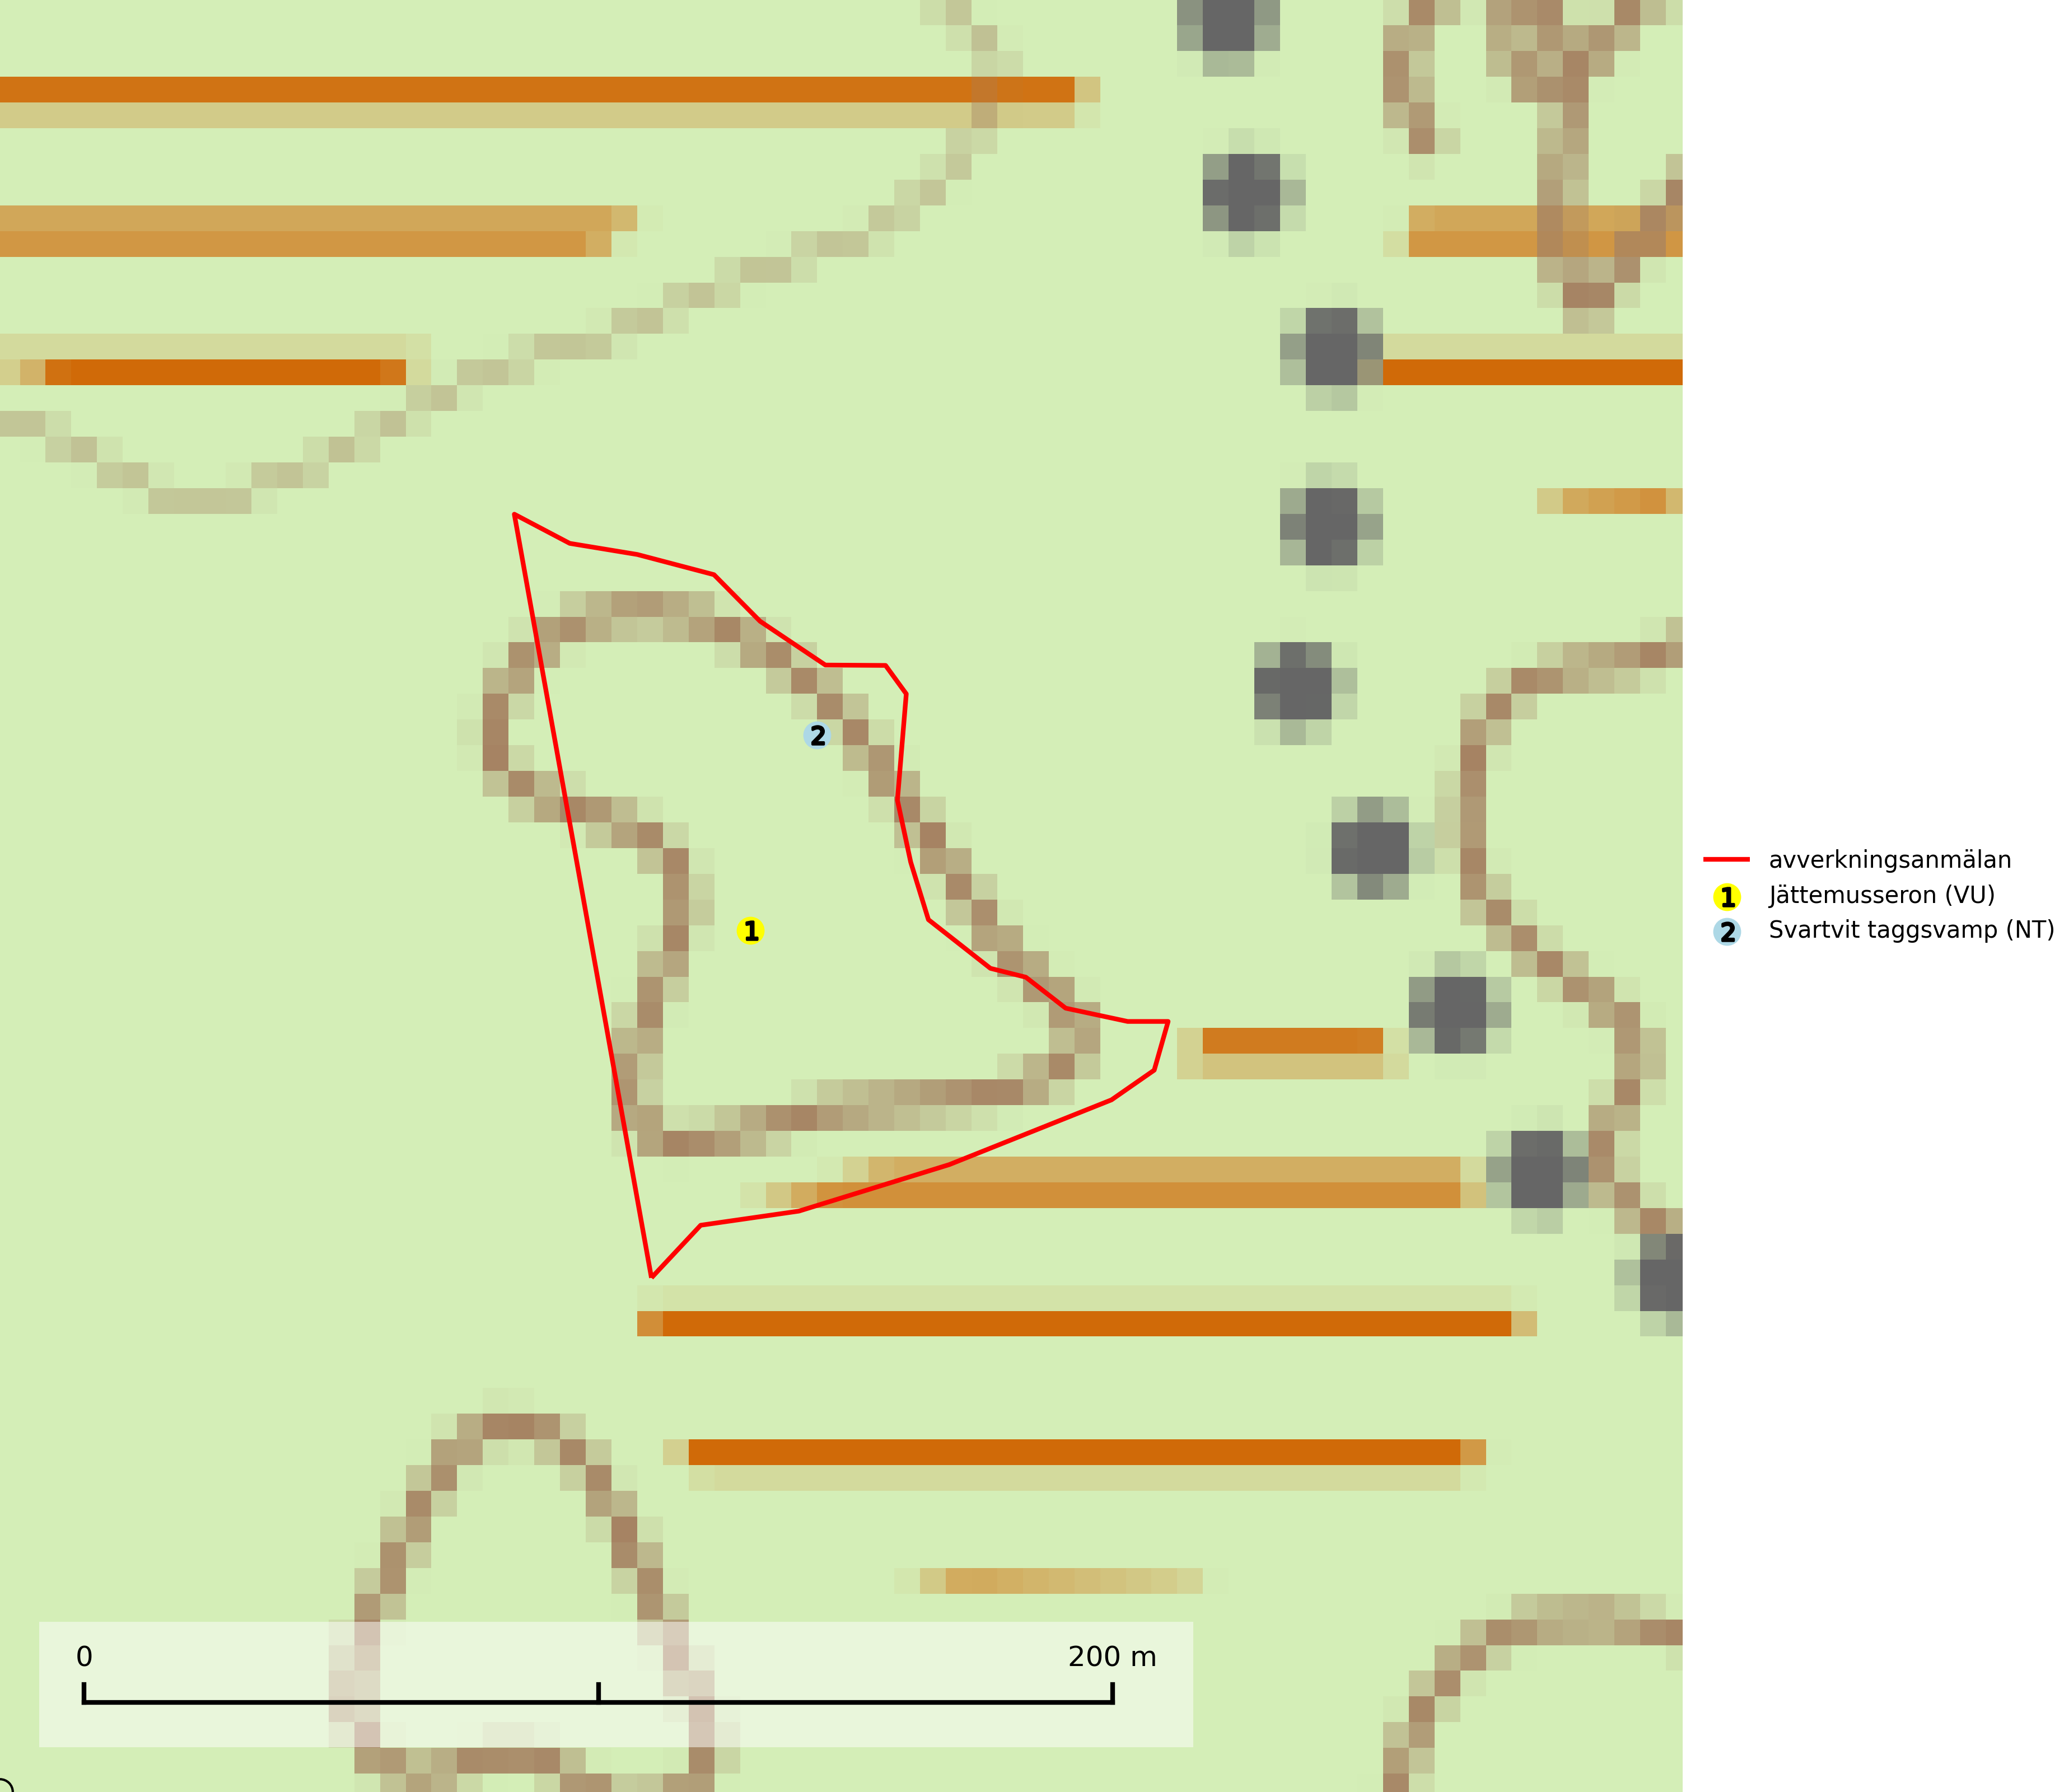 2
1
avverkningsanmälan
1 Jättemusseron (VU)
2 Svartvit taggsvamp (NT)
0 200 m